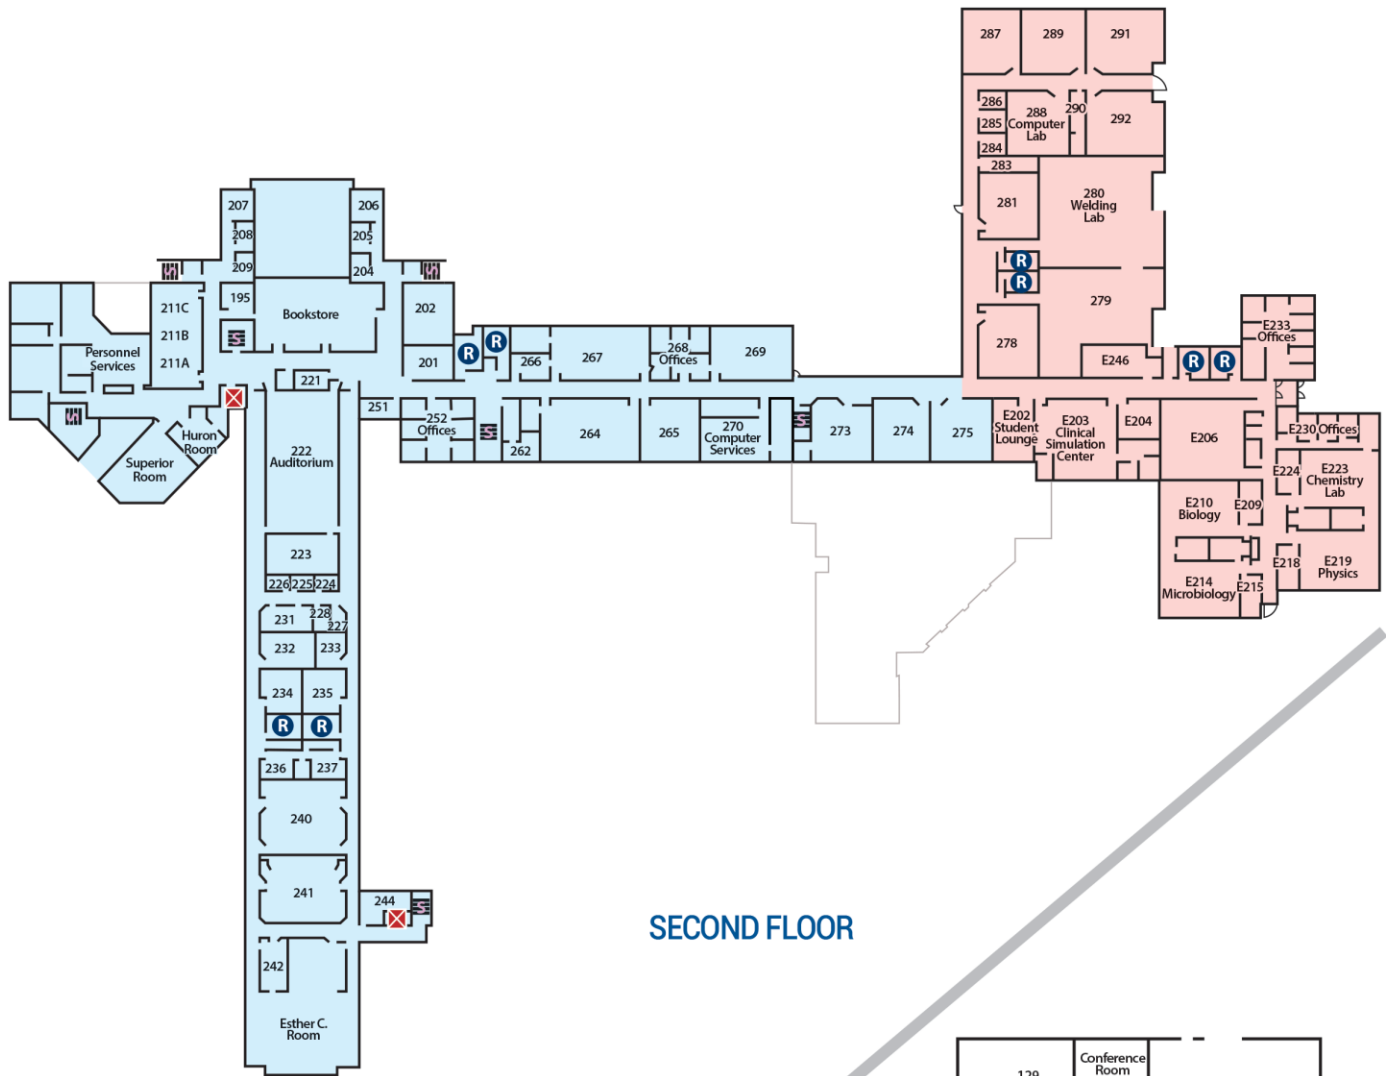 287
289
291
286
285
284
288
Computer
Lab
290
292
283
281
280
Welding
Lab
R
R
279
278
E246
R
R
E233
Offices
207
208
209
206
205
204
S
S
195
S
Bookstore
202
201
211C
211B
211A
Personnel
Services
S
Huron
Room
Superior
Room
221
222
Auditorium
251
R
R
266
267
268
Offices
269
252
Offices
S
262
264
265
270
Computer
Services
S
273
274
275
E202
Student
Lounge
E203
Clinical
Simulation
Center
E204
E206
E230 Offices
E224
E223
Chemistry
Lab
E210
Biology
E209
E218
E219
Physics
E214
Microbiology
E215
223
226
225
224
231
228
227
232
233
234
235
R
R
236
237
240
241
244
S
242
Esther C.
Room
SECOND FLOOR
129
Conference
Room